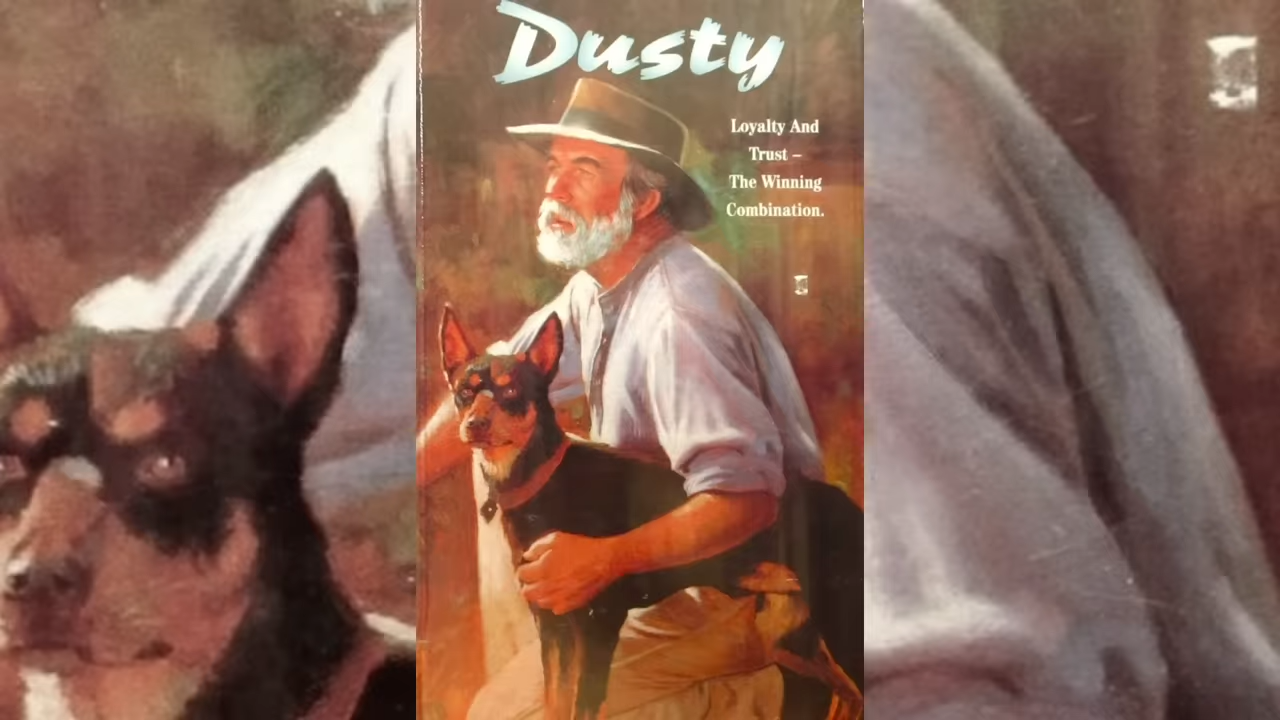 Dusty
Loyalty And
Trust –
The Winning
Combination.